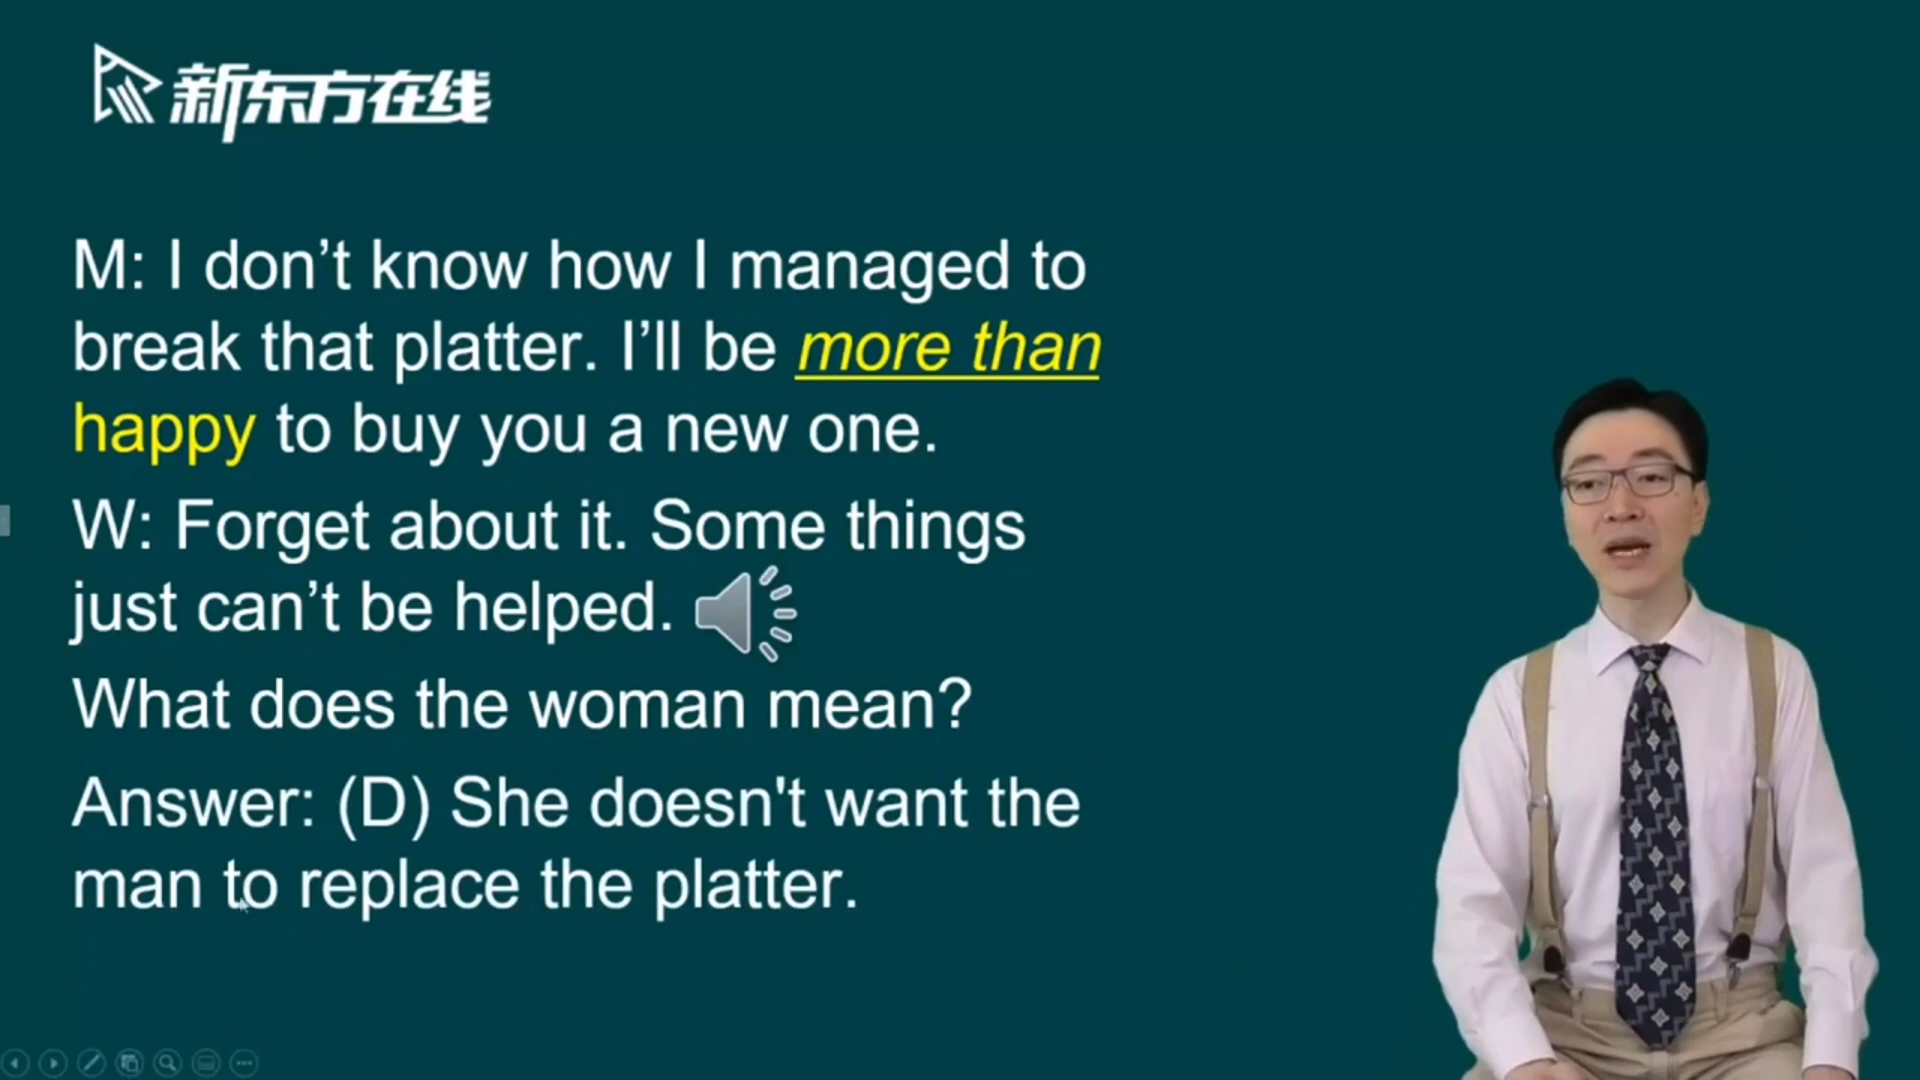 新东方在线
M: I don’t know how I managed to
break that platter. I’ll be more than
happy to buy you a new one.
W: Forget about it. Some things
just can’t be helped.
What does the woman mean?
Answer: (D) She doesn't want the
man to replace the platter.